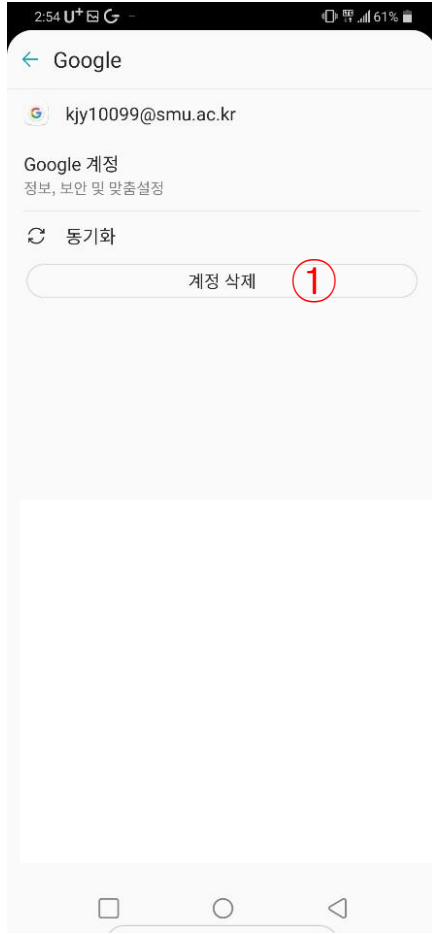 2:54 U+ G 61%
Google
G kjy10099@smu.ac.kr
Google 계정
정보, 보안 및 맞춤설정
동기화
계정 삭제 ①